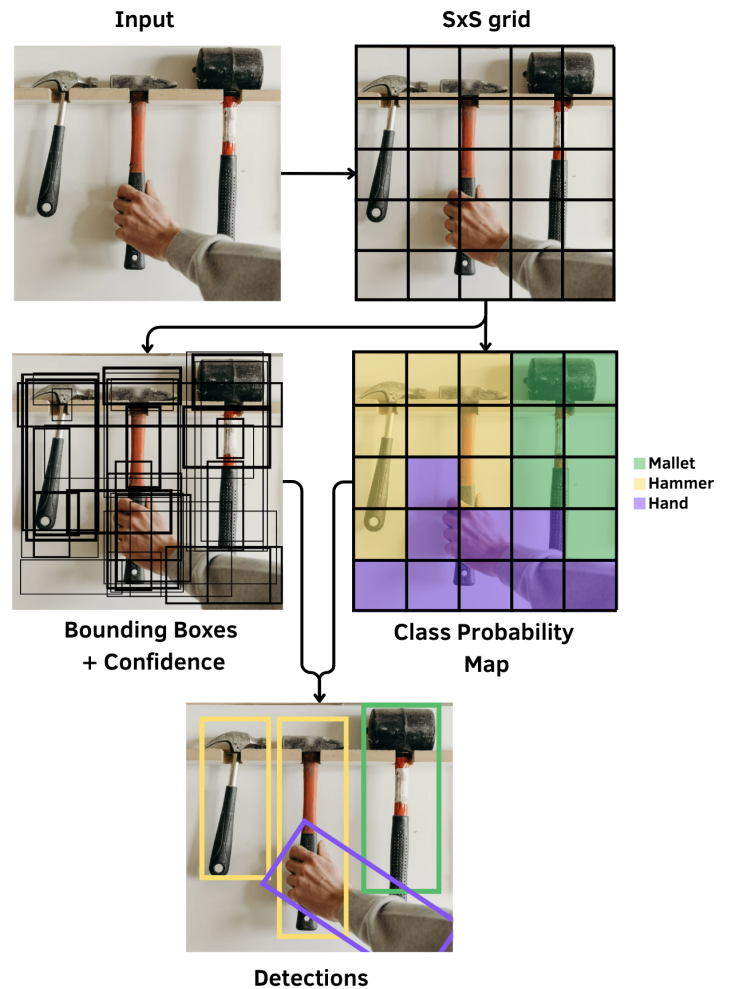 Input
SxS grid
Mallet
Hammer
Hand
Bounding Boxes
+ Confidence
Class Probability
Map
Detections